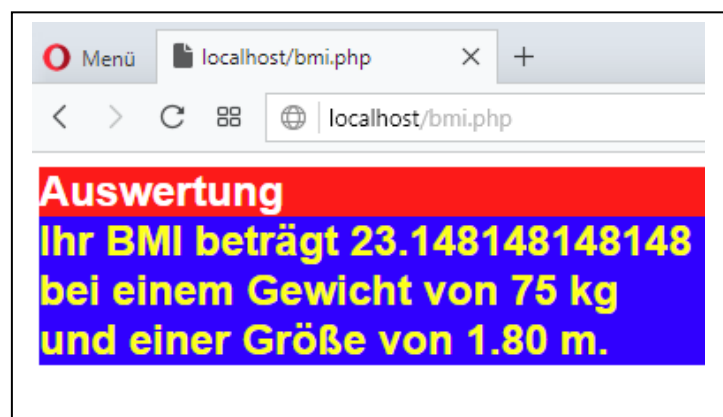 Menü localhost/bmi.php
localhost/bmi.php
Auswertung
Ihr BMI beträgt 23.148148148148
bei einem Gewicht von 75 kg
und einer Größe von 1.80 m.